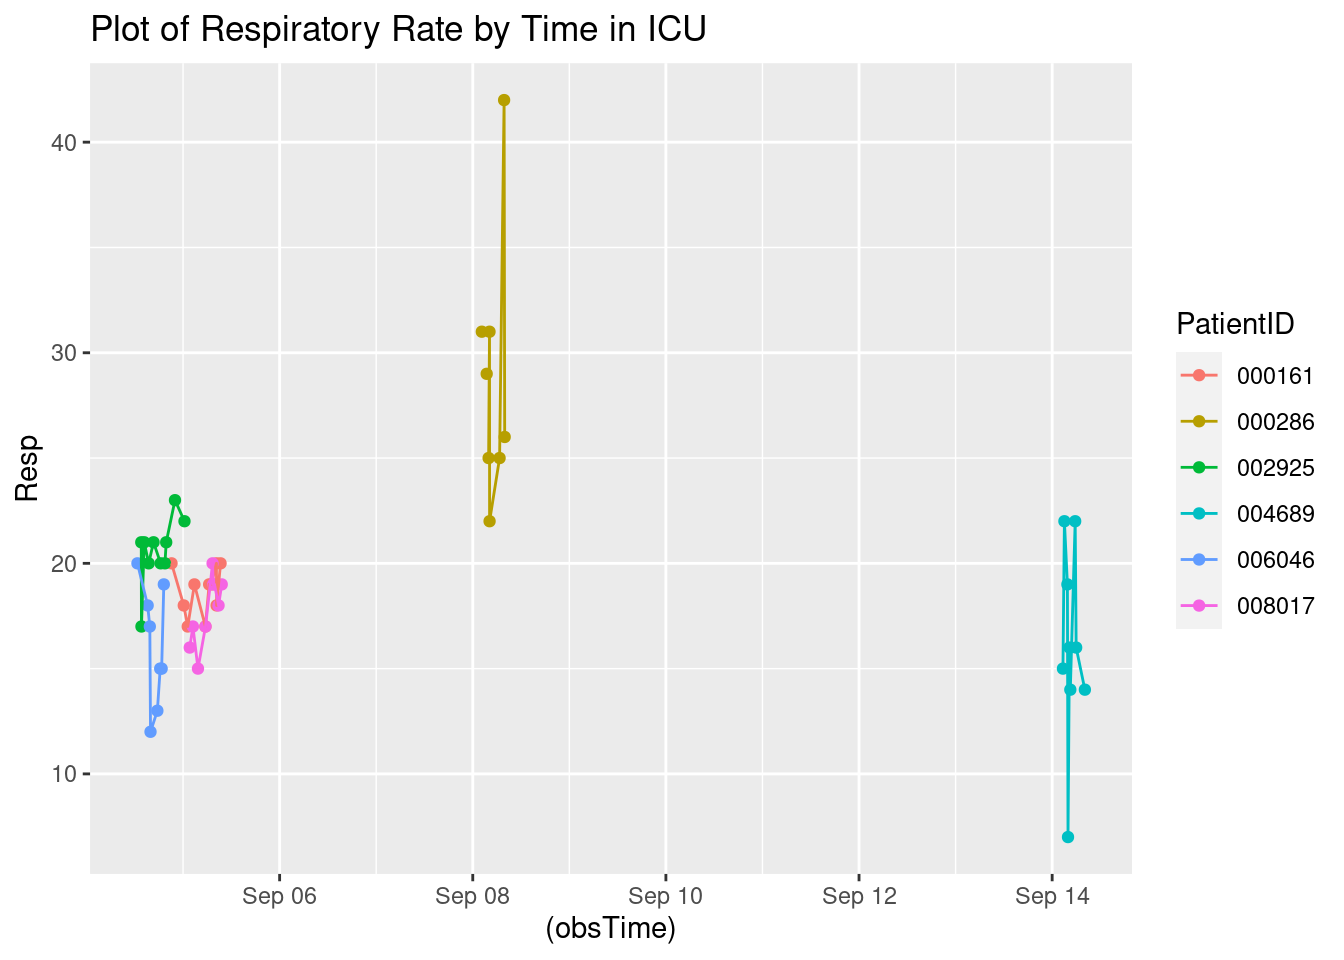 Plot of Respiratory Rate by Time in ICU
40
30
20
10
Resp
Sep 06
Sep 08
Sep 10
Sep 12
Sep 14
(obsTime)
PatientID
000161
000286
002925
004689
006046
008017